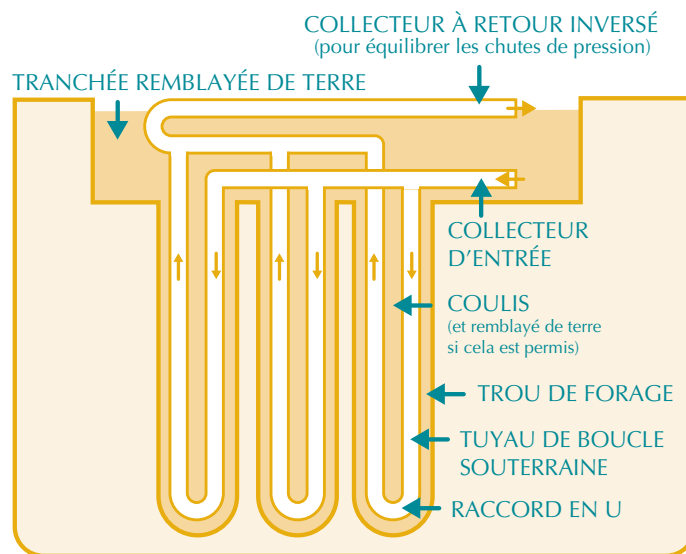 COLLECTEUR À RETOUR INVERSÉ
(pour équilibrer les chutes de pression)
TRANCHÉE REMBLAYÉE DE TERRE
COLLECTEUR
D’ENTRÉE
COULIS
(et remblayé de terre
si cela est permis)
TROU DE FORAGE
TUYAU DE BOUCLE
SOUTERRAINE
RACCORD EN U